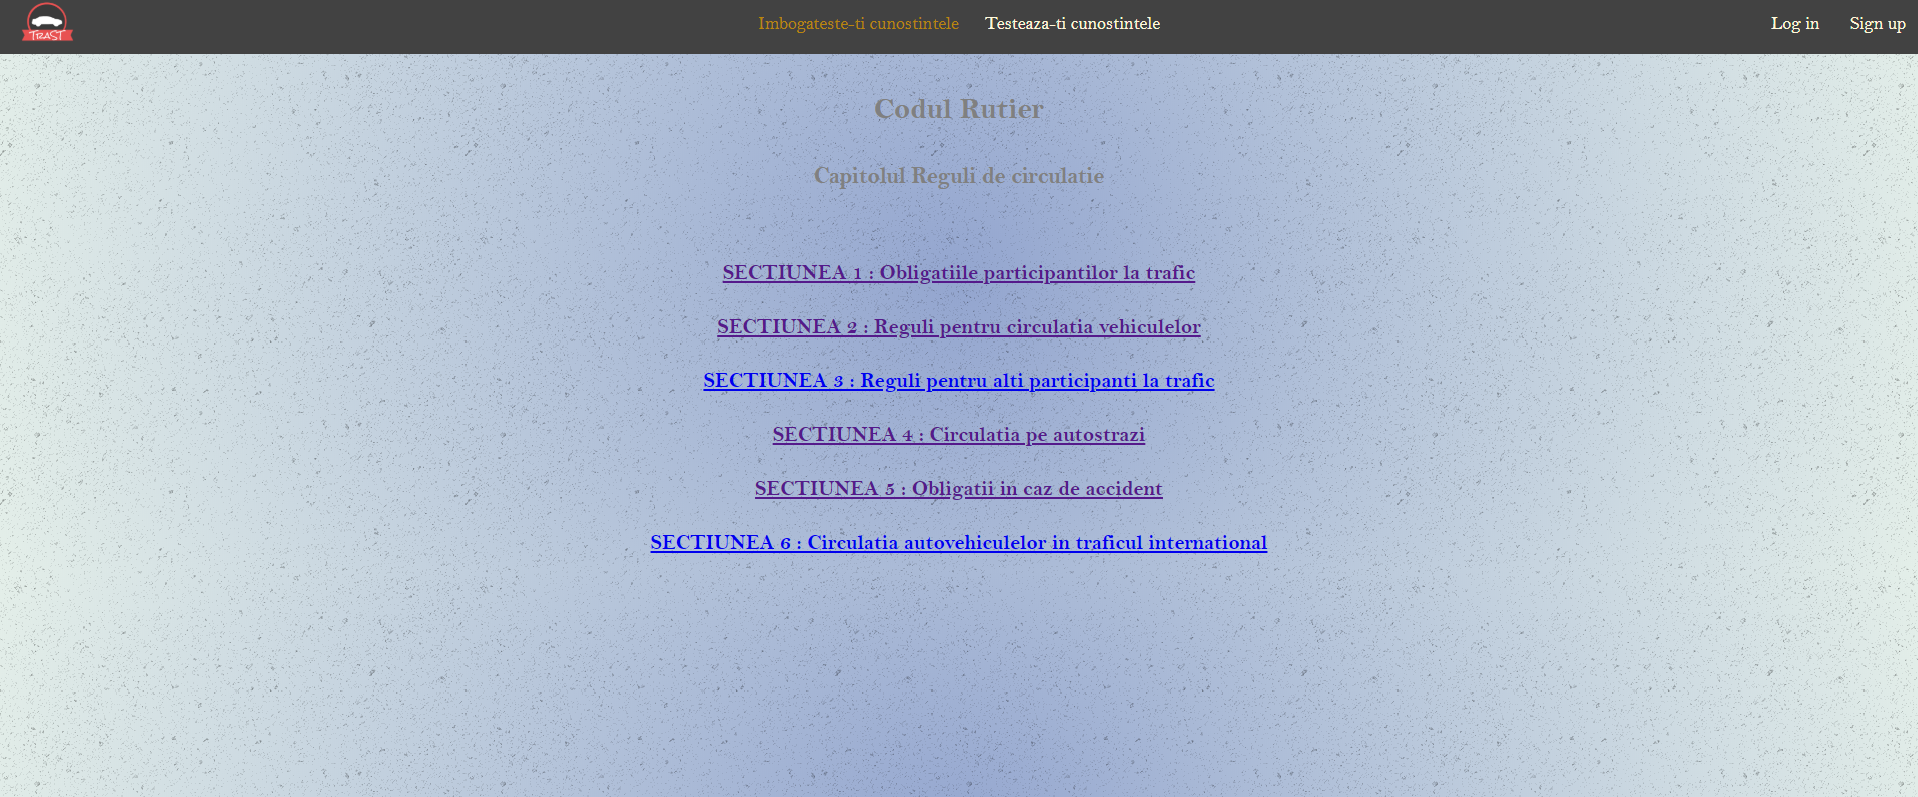 TRAST
Imbogateste-ti cunostintele
Testeaza-ti cunostintele
Log in
Sign up
Codul Rutier
Capitolul Reguli de circulatie
SECTIUNEA 1 : Obligatiile participantilor la trafic
SECTIUNEA 2 : Reguli pentru circulatia vehiculelor
SECTIUNEA 3 : Reguli pentru alti participanti la trafic
SECTIUNEA 4 : Circulatia pe autostrazi
SECTIUNEA 5 : Obligatii in caz de accident
SECTIUNEA 6 : Circulatia autovehiculelor in traficul international